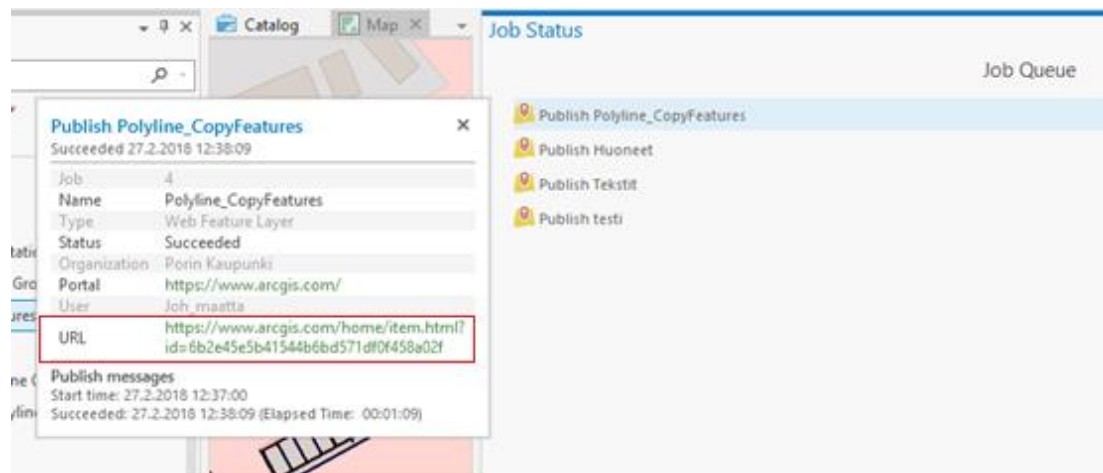 Catalog
Map
Job Status
Job Queue
Publish Polyline_CopyFeatures
Succeeded 27.2.2018 12:38:09
Job 4
Name Polyline_CopyFeatures
Type Web Feature Layer
Status Succeeded
Organization Porin Kaupunki
Portal https://www.arcgis.com/
User Joh_maatta
URL https://www.arcgis.com/home/item.html?
id=6b2e45e5b41544b6bd571df0f458a02f
Publish messages
Start time: 27.2.2018 12:37:00
Succeeded: 27.2.2018 12:38:09 (Elapsed Time: 00:01:09)
Publish Polyline_CopyFeatures
Publish Huoneet
Publish Tekstit
Publish testi